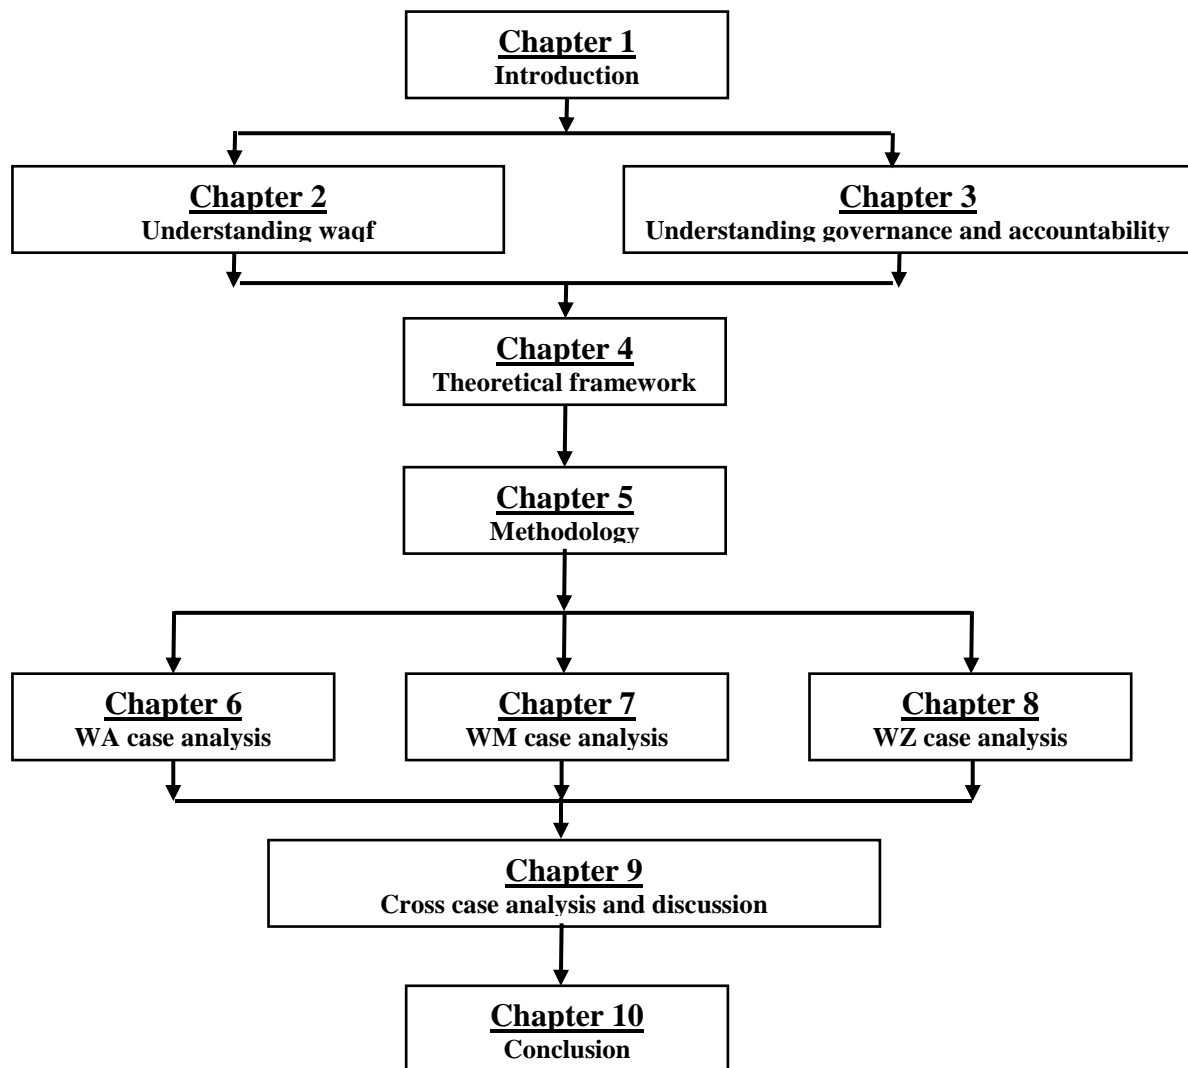 Chapter 1
Introduction
Chapter 2
Understanding waqf
Chapter 3
Understanding governance and accountability
Chapter 4
Theoretical framework
Chapter 5
Methodology
Chapter 6
WA case analysis
Chapter 7
WM case analysis
Chapter 8
WZ case analysis
Chapter 9
Cross case analysis and discussion
Chapter 10
Conclusion